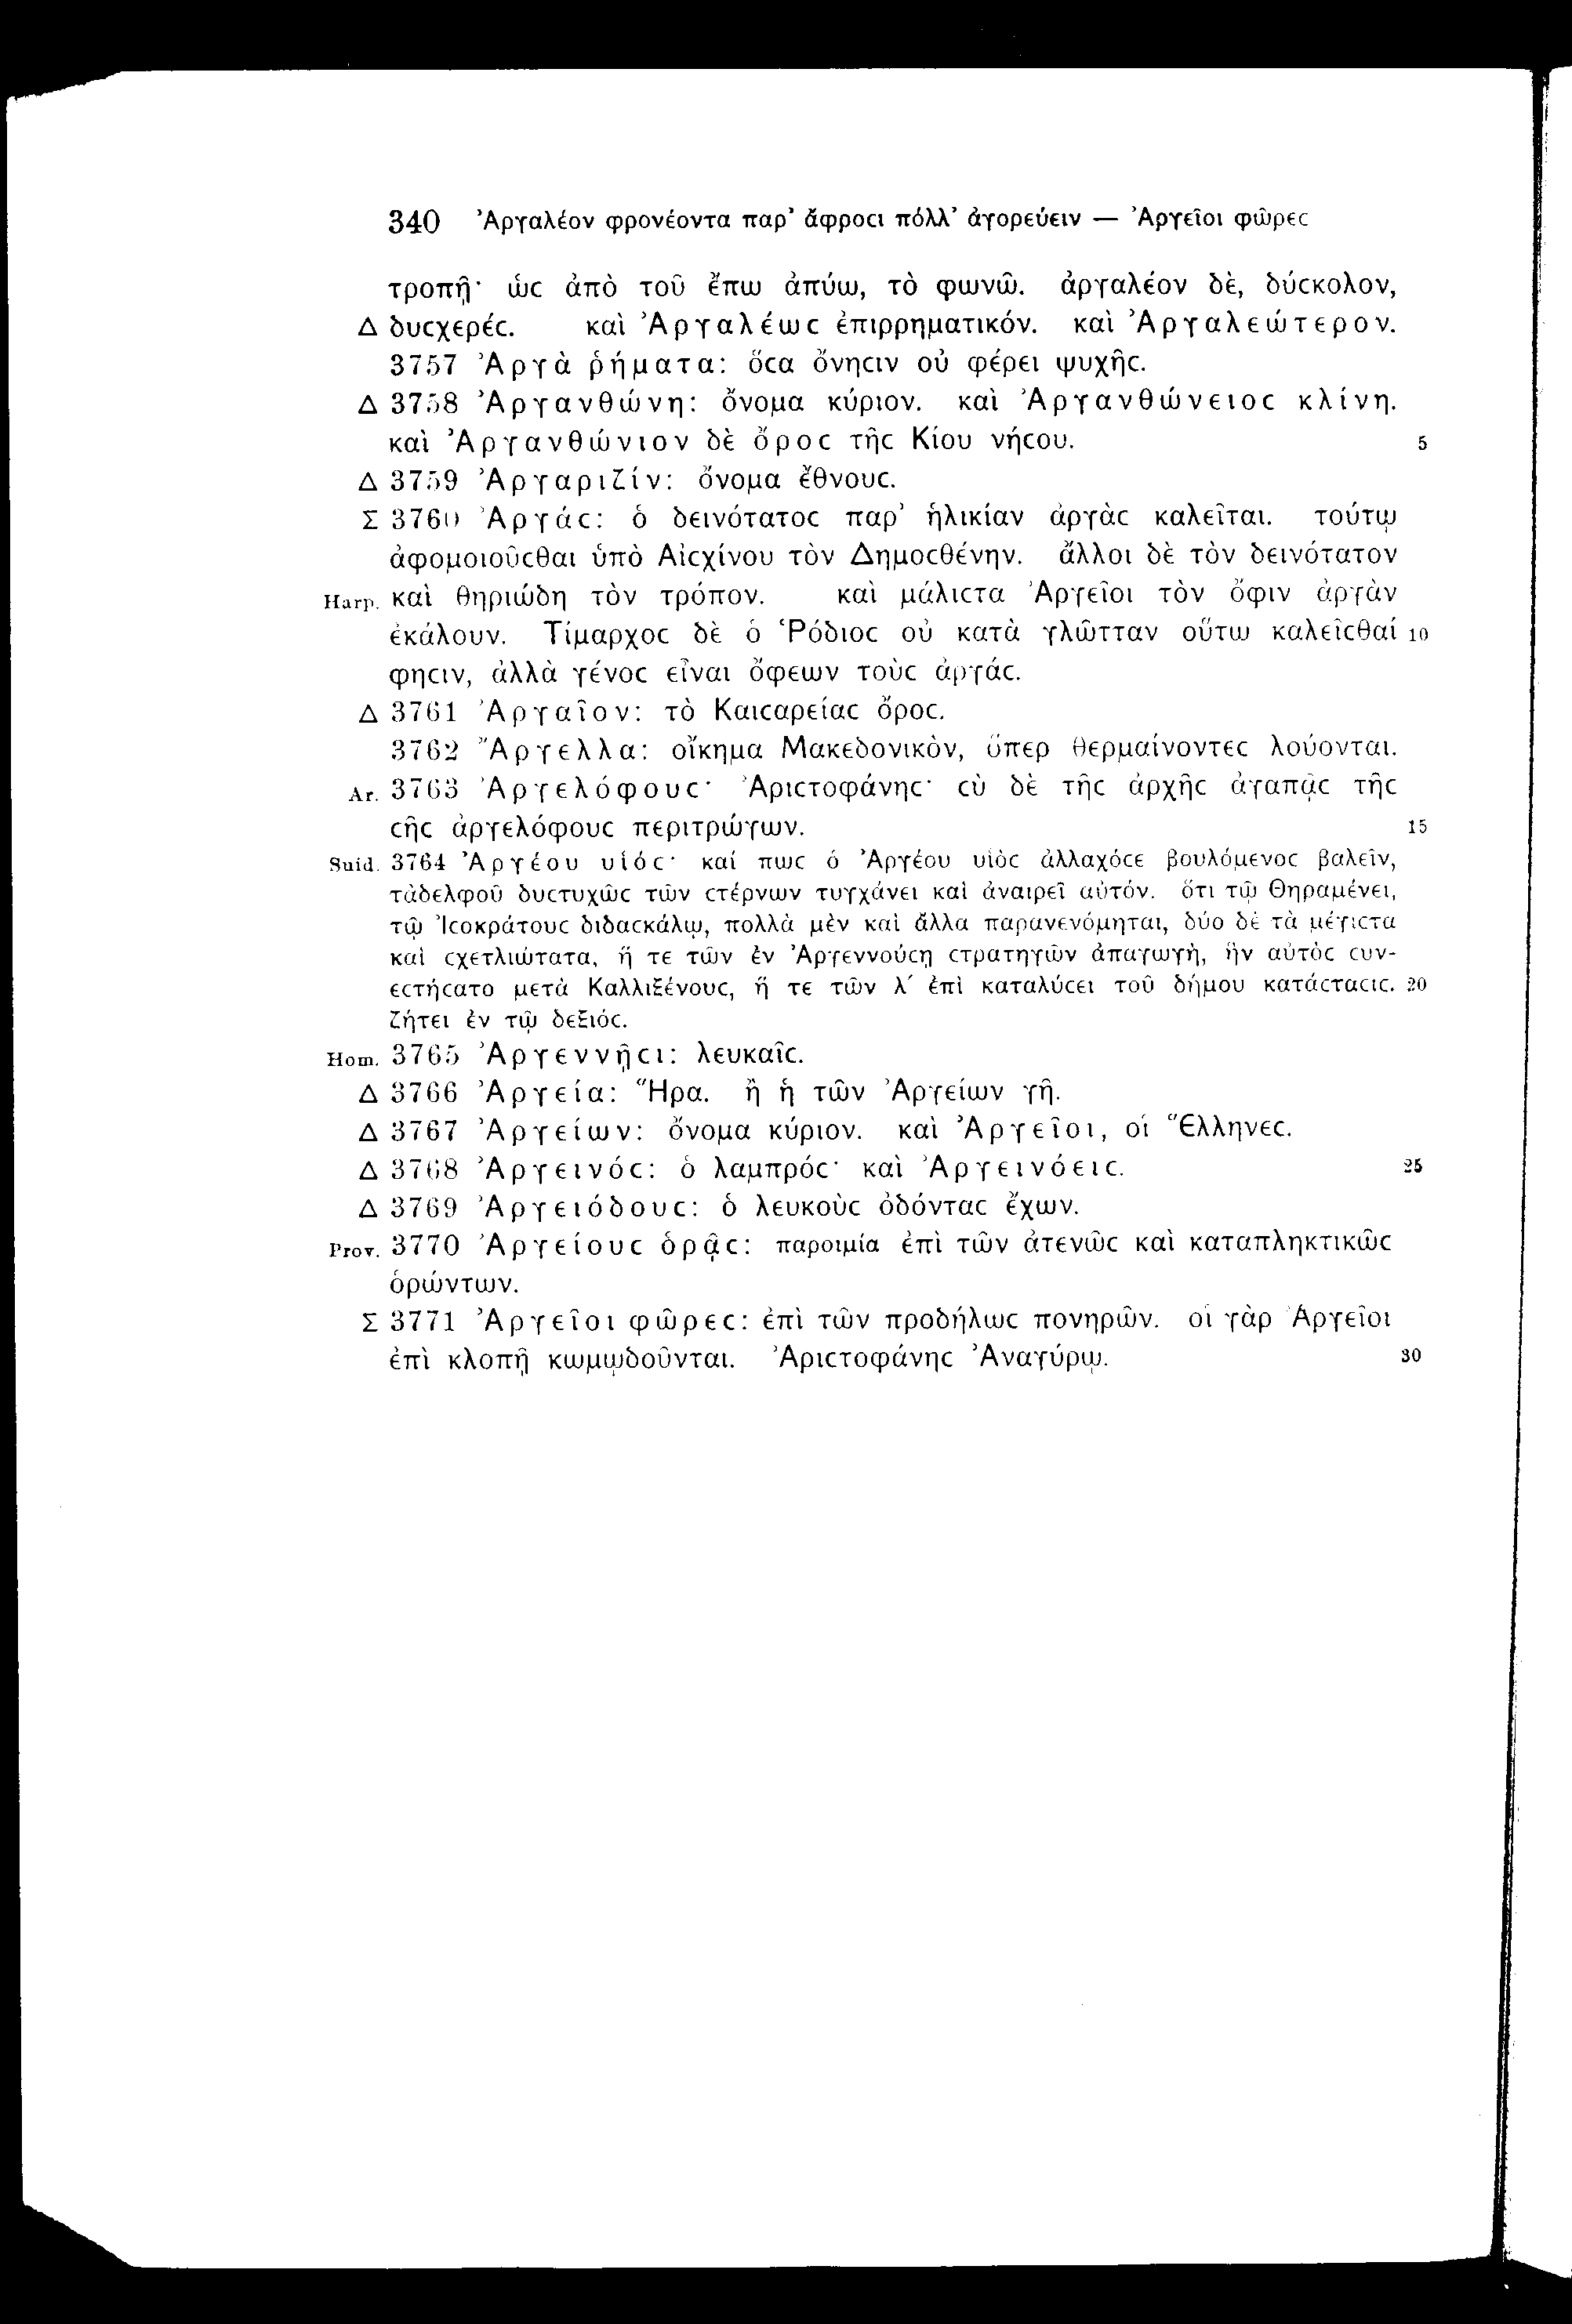 340 Ἀργαλέον φρονέοντα παρ’ ἄφροϲι πόλλ’ ἀγορεύειν — Ἀργεῖοι φῶρεϲ
τροπῇ· ὡϲ ἀπὸ τοῦ ἔπω ἀπύω, τὸ φωνῶ. ἀργαλέον δὲ, δύϲκολον,
Δ δυϲχερέϲ. καὶ Ἀργαλέωϲ ἐπιρρηματικόν. καὶ Ἀργαλεώτερον.
3757 Ἀργὰ ῥήματα: ὅϲα ὄνηϲιν οὐ φέρει ψυχῆϲ.
Δ 3758 Ἀργανθώνη: ὄνομα κύριον. καὶ Ἀργανθώνειοϲ κλίνη.
καὶ Ἀργανθώνιον δὲ ὄροϲ τῆϲ Κίου νήϲου. 5
Δ 3759 Ἀργαριζίν: ὄνομα ἔθνουϲ.
Σ 3760 Ἀργάϲ: ὁ δεινότατοϲ παρ’ ἡλικίαν ἀργὰϲ καλεῖται. τούτῳ
ἀφομοιοῦϲθαι ὑπὸ Αἰϲχίνου τὸν Δημοϲθένην. ἄλλοι δὲ τὸν δεινότατον
Harp. καὶ θηριώδη τὸν τρόπον. καὶ μάλιϲτα Ἀργεῖοι τὸν ὄφιν ἀργὰν
ἐκάλουν. Τίμαρχοϲ δὲ ὁ Ῥόδιοϲ οὐ κατὰ γλῶτταν οὕτω καλεῖϲθαί 10
φηϲιν, ἀλλὰ γένοϲ εἶναι ὄφεων τοὺϲ ἀργάϲ.
Δ 3761 Ἀργαῖον: τὸ Καιϲαρείαϲ ὄροϲ.
3762 Ἄργελλα: οἴκημα Μακεδονικὸν, ὅπερ θερμαίνοντεϲ λούονται.
Ar. 3763 Ἀργελόφουϲ· Ἀριϲτοφάνηϲ· ϲὺ δὲ τῆϲ ἀρχῆϲ ἀγαπᾷϲ τῆϲ
ϲῆϲ ἀργελόφουϲ περιτρώγων. 15
Suid. 3764 Ἀργέου υἱόϲ· καί πωϲ ὁ Ἀργέου υἱὸϲ ἀλλαχόϲε βουλόμενοϲ βαλεῖν,
τἀδελφοῦ δυϲτυχῶϲ τῶν ϲτέρνων τυγχάνει καὶ ἀναιρεῖ αὐτόν. ὅτι τῷ Θηραμένει,
τῷ Ἰϲοκράτουϲ διδαϲκάλῳ, πολλὰ μὲν καὶ ἄλλα παρανενόμηται, δύο δὲ τὰ μέγιϲτα
καὶ ϲχετλιώτατα, ἥ τε τῶν ἐν Ἀργεννούϲῃ ϲτρατηγῶν ἀπαγωγὴ, ἣν αὐτὸϲ ϲυν-
εϲτήϲατο μετὰ Καλλιξένουϲ, ἥ τε τῶν λ′ ἐπὶ καταλύϲει τοῦ δήμου κατάϲταϲιϲ. 20
ζήτει ἐν τῷ δεξιόϲ.
Hom. 3765 Ἀργεννῇϲι: λευκαῖϲ.
Δ 3766 Ἀργεία: Ἥρα. ἢ ἡ τῶν Ἀργείων γῆ.
Δ 3767 Ἀργείων: ὄνομα κύριον. καὶ Ἀργεῖοι, οἱ Ἕλληνεϲ.
Δ 3768 Ἀργεινόϲ: ὁ λαμπρόϲ· καὶ Ἀργεινόειϲ. 25
Δ 3769 Ἀργειόδουϲ: ὁ λευκοὺϲ ὀδόνταϲ ἔχων.
Prov. 3770 Ἀργείουϲ ὁρᾷϲ: παροιμία ἐπὶ τῶν ἀτενῶϲ καὶ καταπληκτικῶϲ
ὁρώντων.
Σ 3771 Ἀργεῖοι φῶρεϲ: ἐπὶ τῶν προδήλωϲ πονηρῶν. οἱ γὰρ Ἀργεῖοι
ἐπὶ κλοπῇ κωμῳδοῦνται. Ἀριϲτοφάνηϲ Ἀναγύρῳ. 30